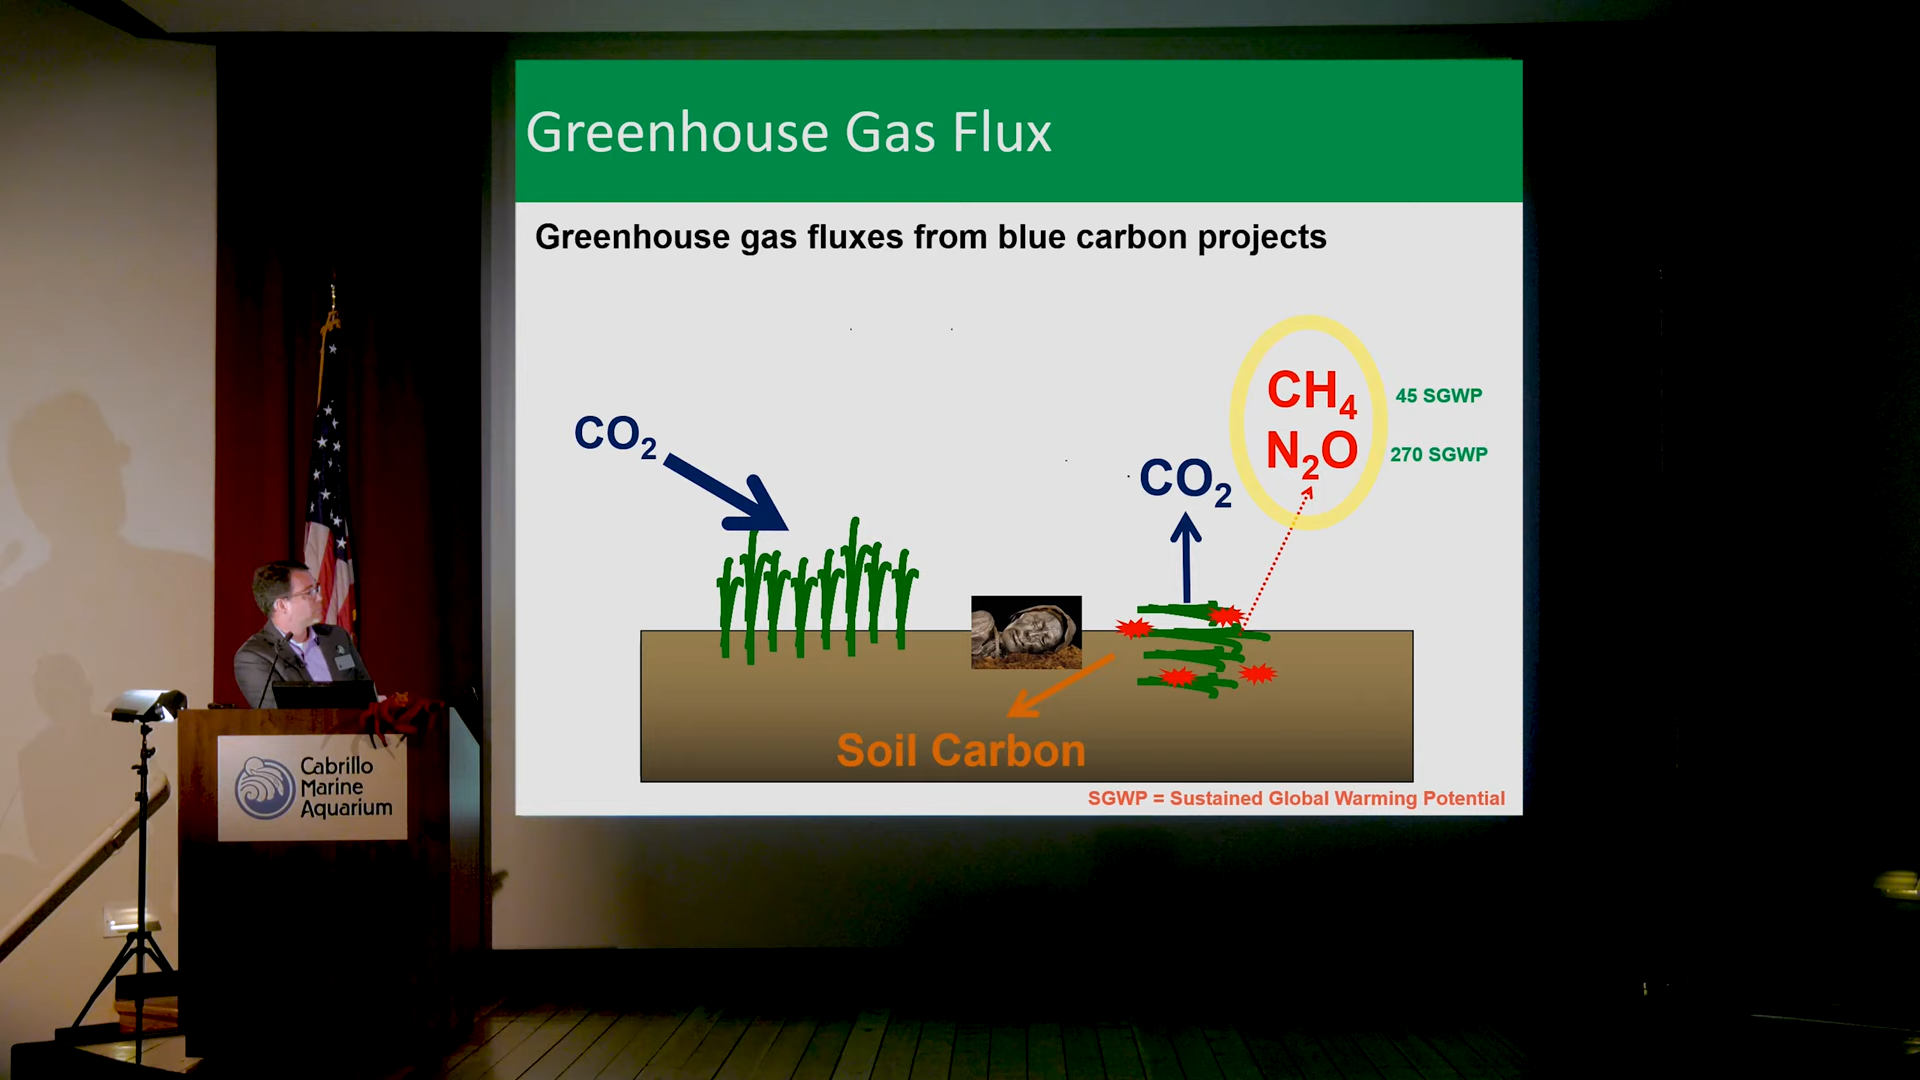 Greenhouse Gas Flux
Greenhouse gas fluxes from blue carbon projects
CH4 45 SGWP
CO2
N2O 270 SGWP
CO2
Soil Carbon
SGWP = Sustained Global Warming Potential
Cabrillo
Marine
Aquarium